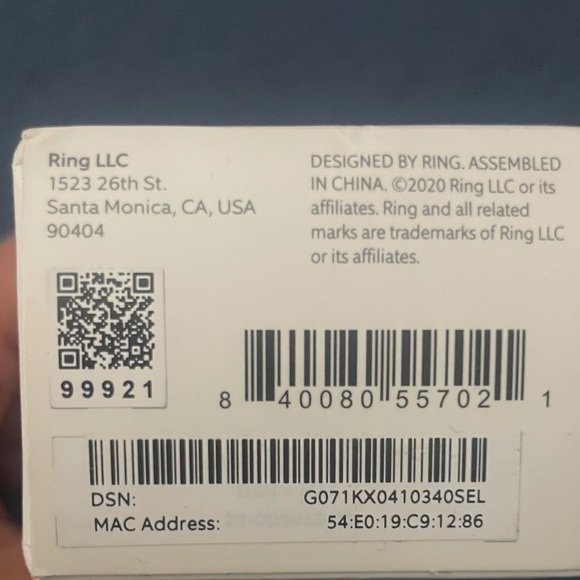 Ring LLC
1523 26th St.
Santa Monica, CA, USA
90404
DESIGNED BY RING. ASSEMBLED
IN CHINA. ©2020 Ring LLC or its
affiliates. Ring and all related
marks are trademarks of Ring LLC
or its affiliates.
99921
8 40080 55702 1
DSN: G071KX0410340SEL
MAC Address: 54:E0:19:C9:12:86